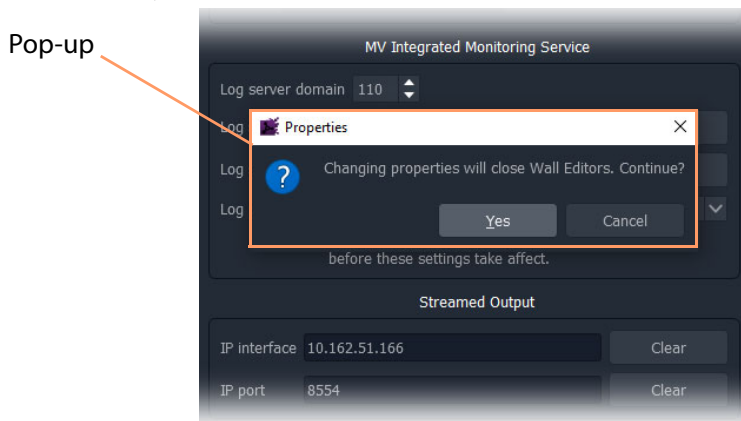 Pop-up
MV Integrated Monitoring Service
Log server domain 110
Log
Properties
Log
Changing properties will close Wall Editors. Continue?
Log
Yes Cancel
before these settings take affect.
Streamed Output
IP interface 10.162.51.166 Clear
IP port 8554 Clear